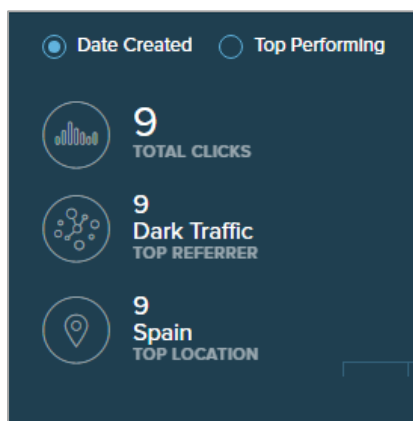 Date Created Top Performing
9
TOTAL CLICKS
9
Dark Traffic
TOP REFERRER
9
Spain
TOP LOCATION